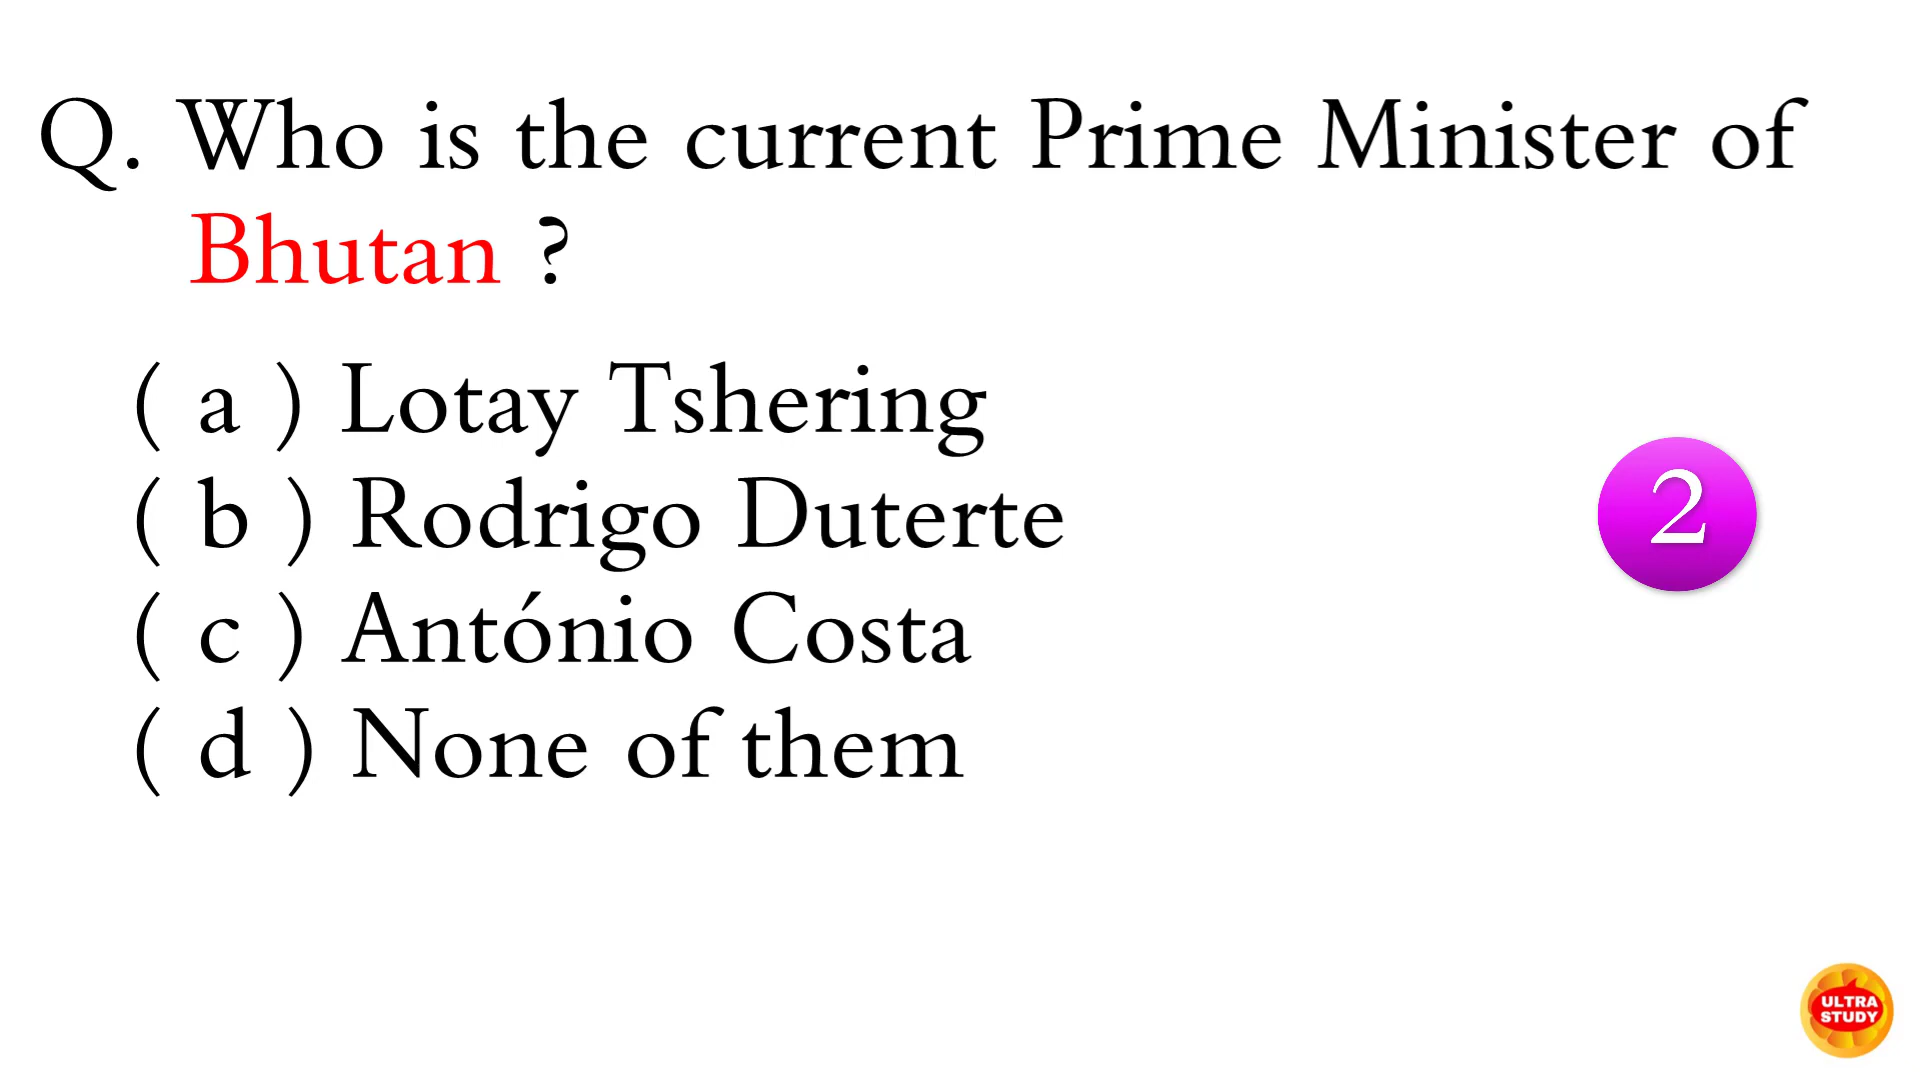 Q. Who is the current Prime Minister of
Bhutan ?
( a ) Lotay Tshering
( b ) Rodrigo Duterte
2
( c ) António Costa
( d ) None of them
ULTRA
STUDY